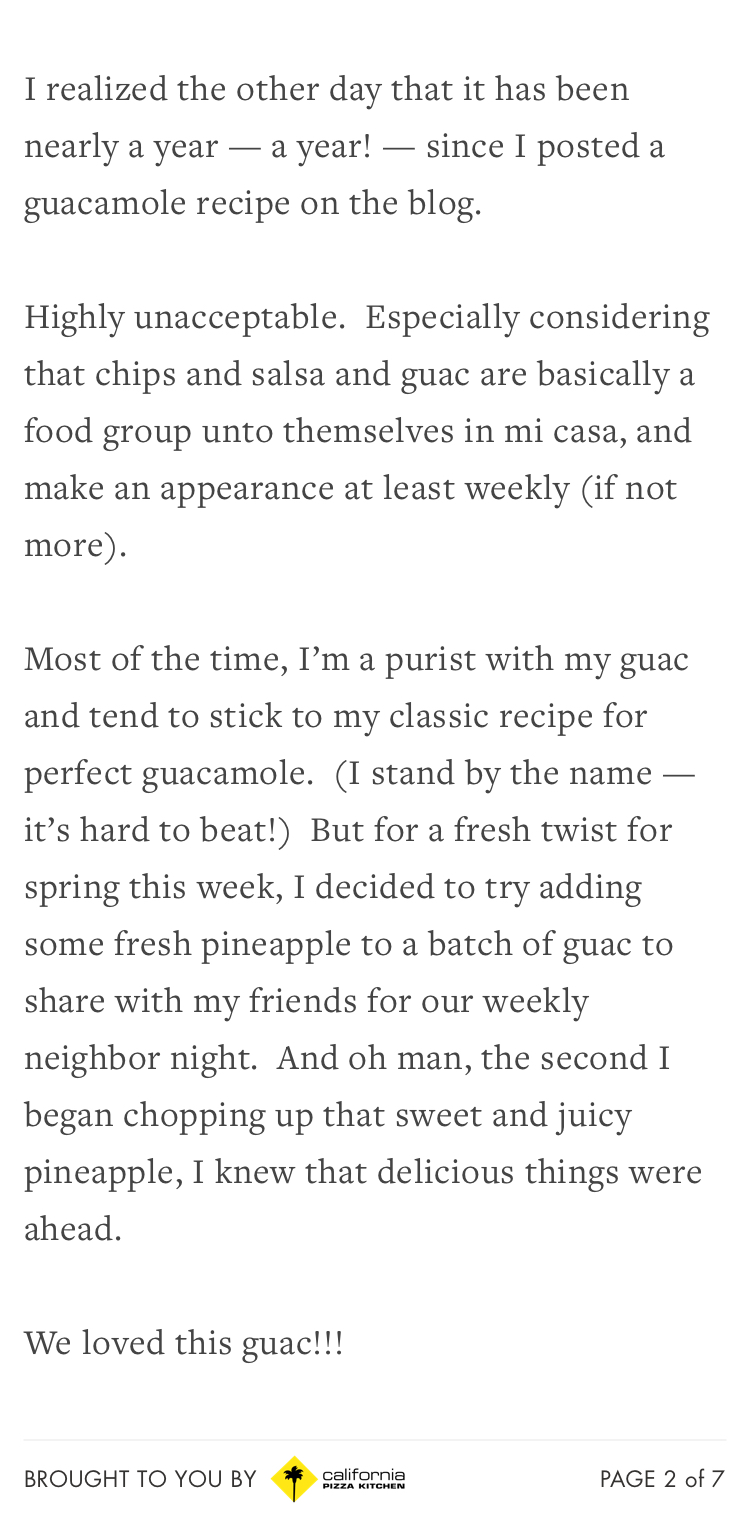 I realized the other day that it has been
nearly a year — a year! — since I posted a
guacamole recipe on the blog.
Highly unacceptable.  Especially considering
that chips and salsa and guac are basically a
food group unto themselves in mi casa, and
make an appearance at least weekly (if not
more).
Most of the time, I’m a purist with my guac
and tend to stick to my classic recipe for
perfect guacamole.  (I stand by the name —
it’s hard to beat!)  But for a fresh twist for
spring this week, I decided to try adding
some fresh pineapple to a batch of guac to
share with my friends for our weekly
neighbor night.  And oh man, the second I
began chopping up that sweet and juicy
pineapple, I knew that delicious things were
ahead.
We loved this guac!!!
BROUGHT TO YOU BY california PIZZA KITCHEN PAGE 2 of 7